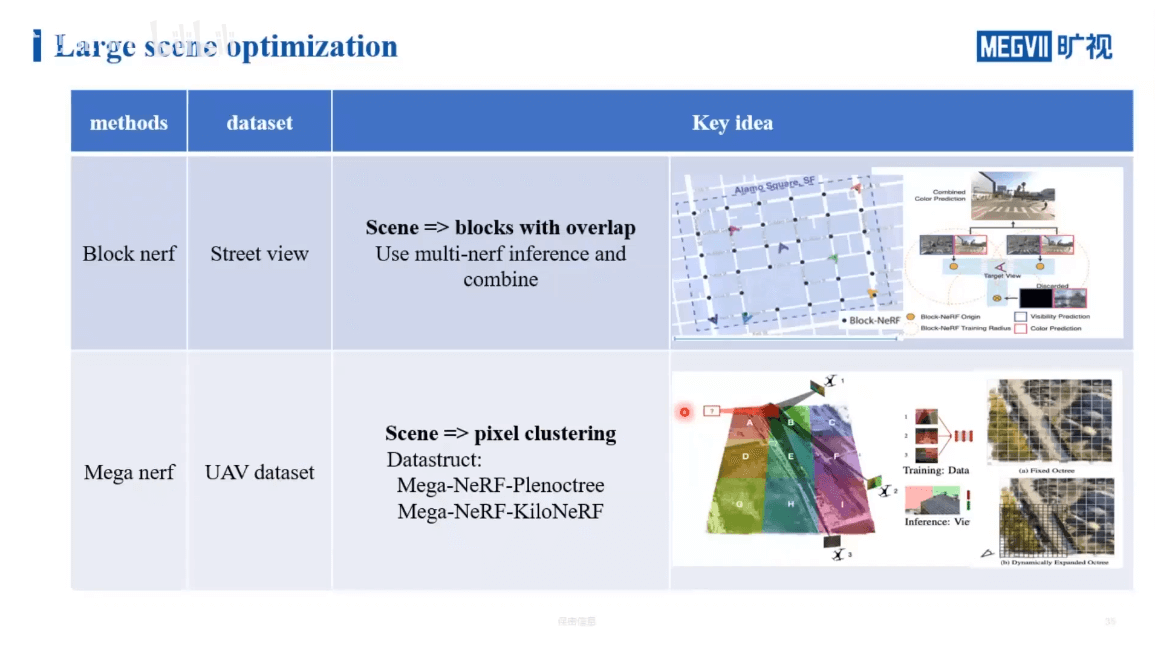 Large scene optimization
MEGVII 旷视
methods
dataset
Key idea
Block nerf
Street view
Scene => blocks with overlap
Use multi-nerf inference and
combine
Alamo Square, SF
Block-NeRF
Combined
Color Prediction
Target View
Discarded
Block-NeRF Origin
Visibility Prediction
Block-NeRF Training Radius
Color Prediction
Mega nerf
UAV dataset
Scene => pixel clustering
Datastruct:
Mega-NeRF-Plenoctree
Mega-NeRF-KiloNeRF
?
1
A B C
D E F
G H I
2
3
1
2
3
Training: Data
Inference: Vie
(a) Fixed Octree
(b) Dynamically Expanded Octree